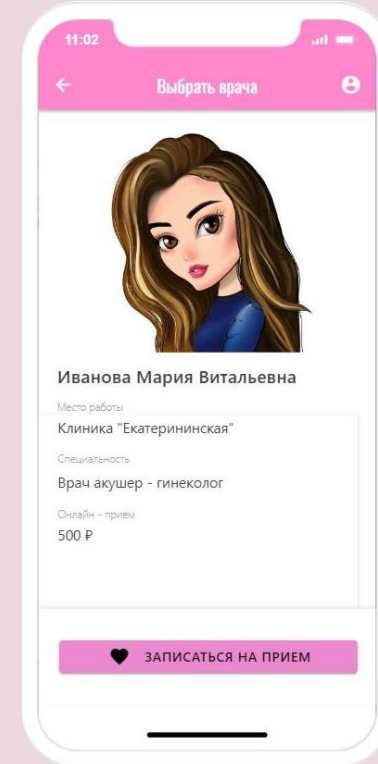 11:02
Выбрать врача
Иванова Мария Витальевна
Место работы
Клиника "Екатерининская"
Специальность
Врач акушер - гинеколог
Онлайн - прием
500 ₽
ЗАПИСАТЬСЯ НА ПРИЕМ